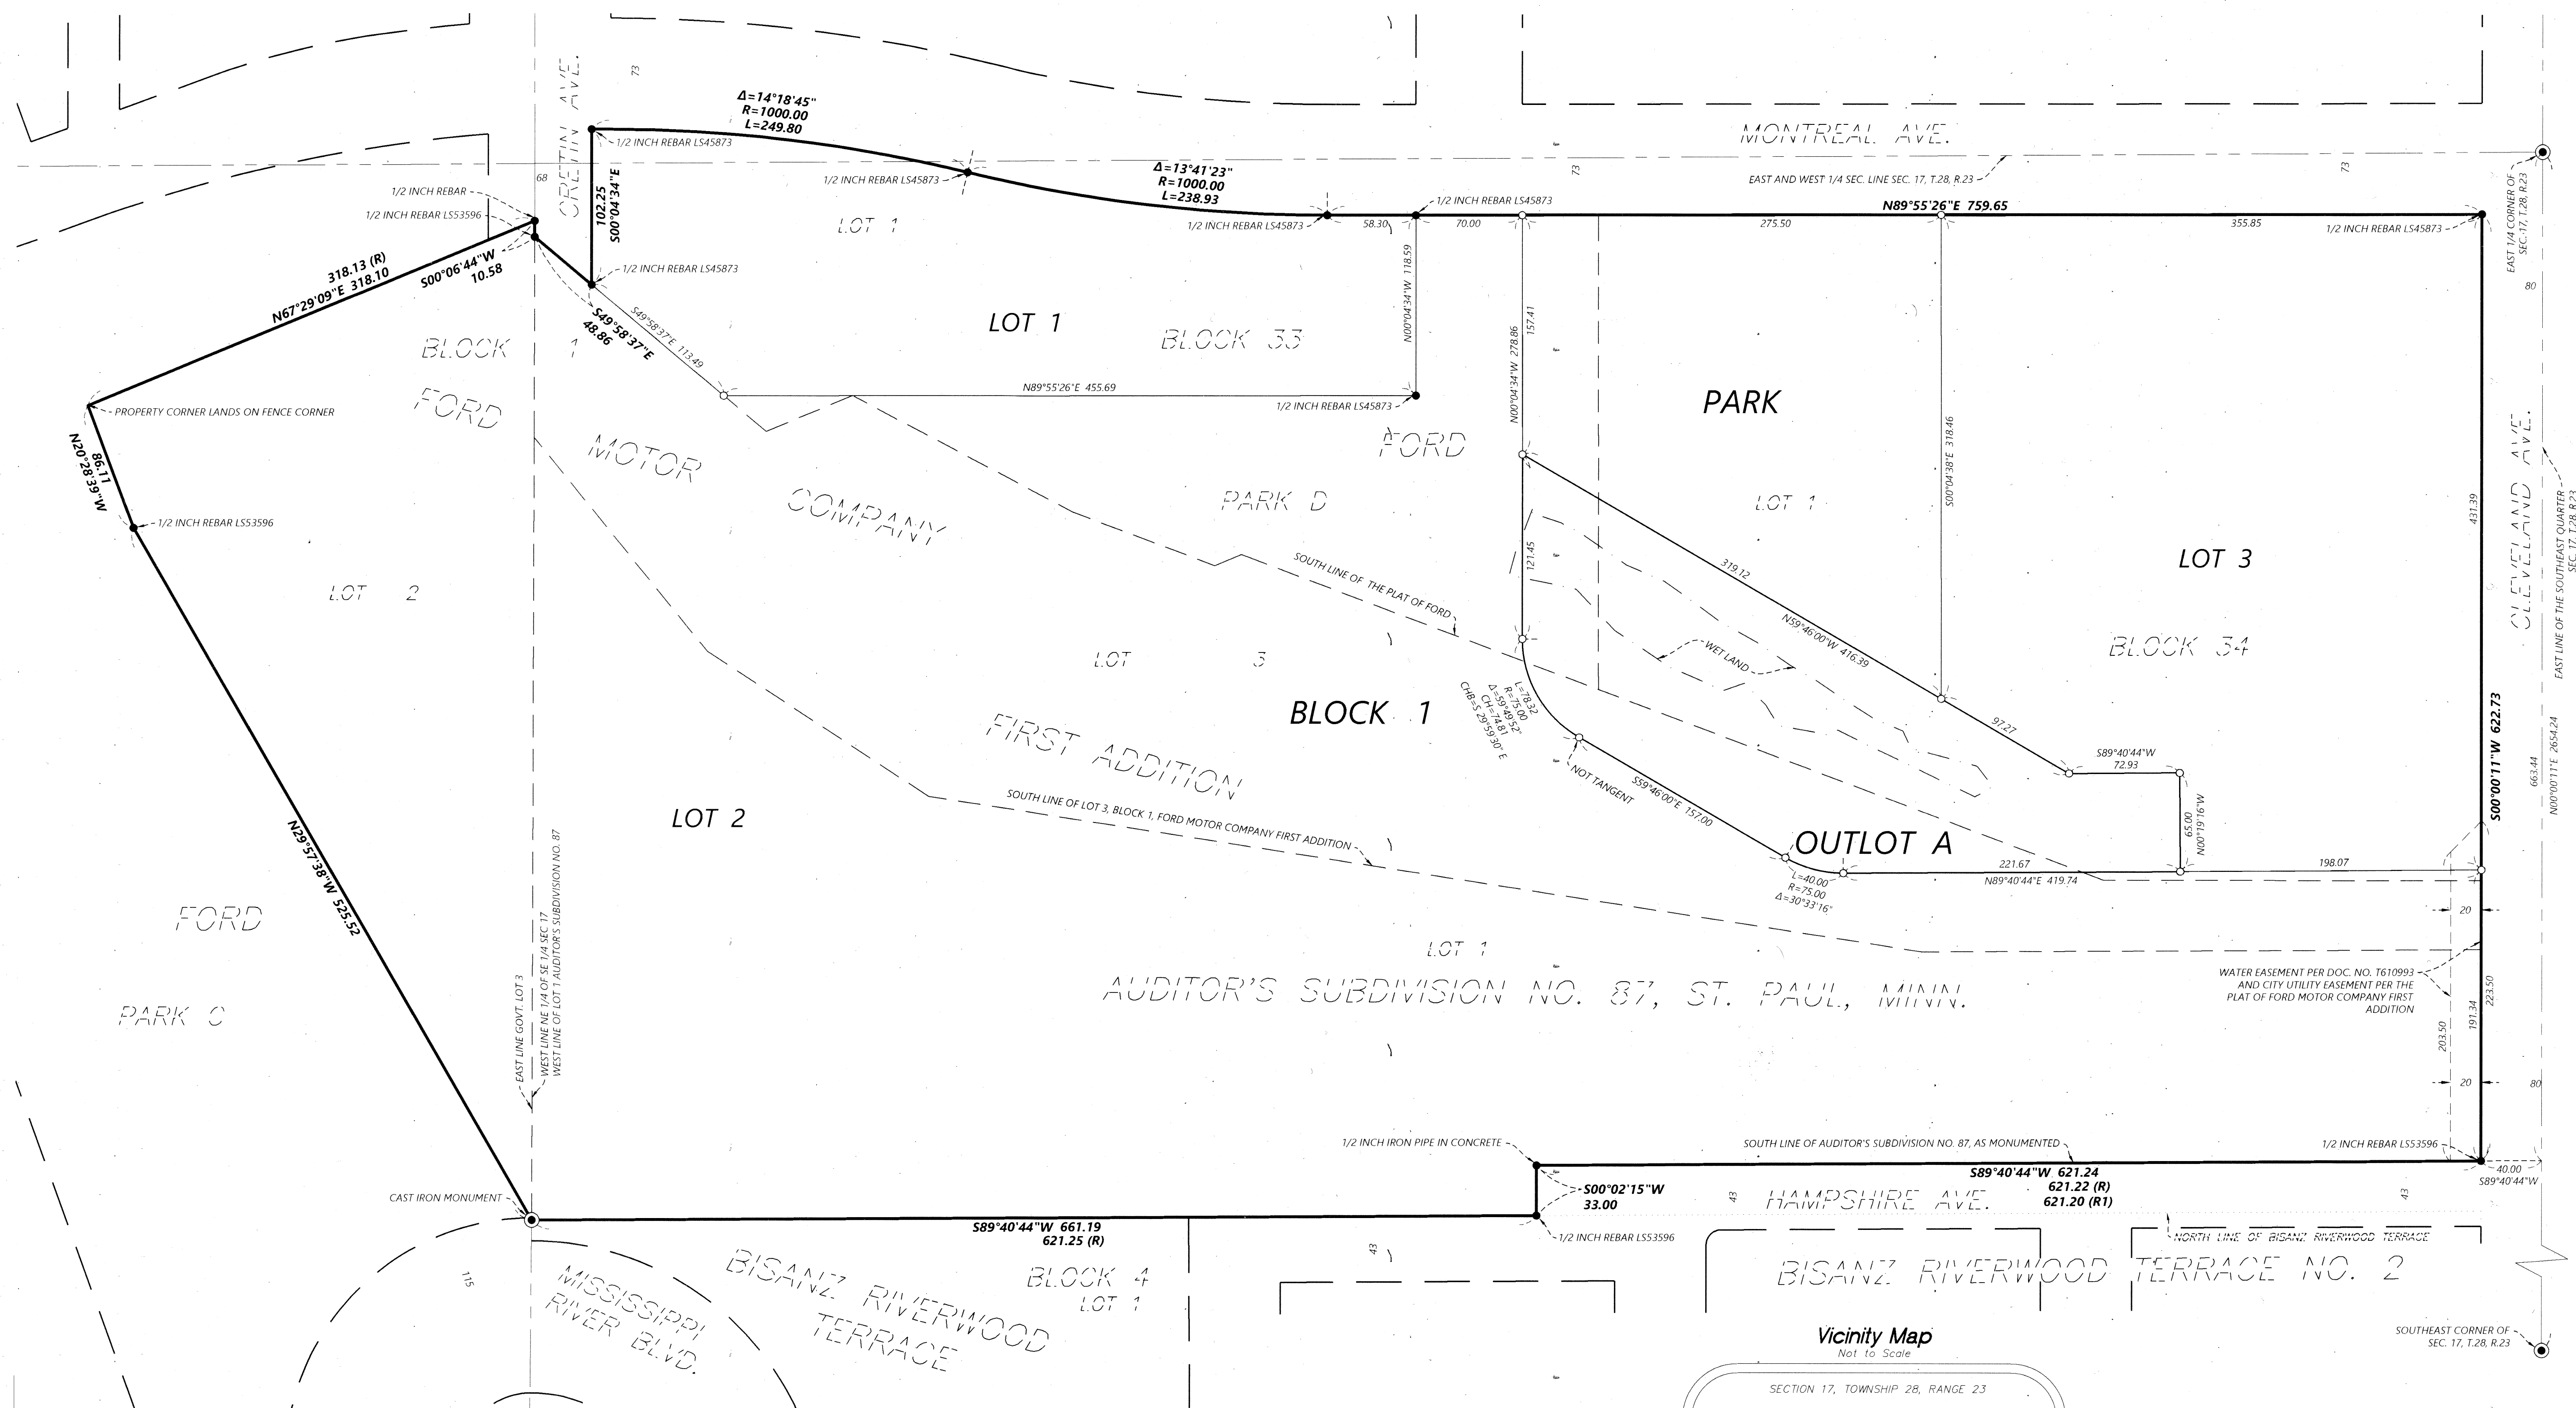 CRETIN AVE.
73
Δ=14°18'45"
R=1000.00
L=249.80
1/2 INCH REBAR LS45873
MONTREAL AVE.
73
73
EAST AND WEST 1/4 SEC. LINE SEC. 17, T.28, R.23
EAST 1/4 CORNER OF
SEC. 17, T.28, R.23
68
1/2 INCH REBAR
1/2 INCH REBAR LS53596
102.25
S00°04'34"E
1/2 INCH REBAR LS45873
Δ=13°41'23"
R=1000.00
L=238.93
LOT 1
1/2 INCH REBAR LS45873
1/2 INCH REBAR LS45873
58.30
70.00
275.50
N89°55'26"E 759.65
355.85
1/2 INCH REBAR LS45873
80
318.13 (R)
N67°29'09"E 318.10
S00°06'44"W
10.58
1/2 INCH REBAR LS45873
S49°58'37"E
48.86
S49°58'37"E 113.49
LOT 1
BLOCK 33
N00°04'34"W 118.59
N89°55'26"E 455.69
1/2 INCH REBAR LS45873
BLOCK 1
PROPERTY CORNER LANDS ON FENCE CORNER
86.11
N20°28'39"W
1/2 INCH REBAR LS53596
FORD
MOTOR
COMPANY
FIRST ADDITION
N00°04'34"W 278.86
157.41
121.45
PARK
FORD
PARK D
LOT 1
S00°04'38"E 318.46
431.39
CLEVELAND AVE.
EAST LINE OF THE SOUTHEAST QUARTER
SEC. 17, T.28, R.23
LOT 3
BLOCK 34
SOUTH LINE OF THE PLAT OF FORD
319.12
N59°46'00"W 416.39
97.27
WET LAND
LOT 2
LOT 3
BLOCK 1
L=78.32
R=75.00
Δ=59°49'52"
CH=74.81
CHB=S 29°59'30" E
NOT TANGENT
S59°46'00"E 157.00
S89°40'44"W
72.93
65.00
N00°19'16"W
S00°00'11"W 622.73
663.44
N00°00'11"E 2654.24
LOT 2
SOUTH LINE OF LOT 3, BLOCK 1, FORD MOTOR COMPANY FIRST ADDITION
OUTLOT A
L=40.00
R=75.00
Δ=30°33'16"
221.67
N89°40'44"E 419.74
198.07
20
N29°57'38"W 525.52
FORD
PARK C
EAST LINE GOVT. LOT 3
WEST LINE NE 1/4 OF SE 1/4 SEC 17
WEST LINE OF LOT 1 AUDITOR'S SUBDIVISION NO. 87
LOT 1
AUDITOR'S SUBDIVISION NO. 87, ST. PAUL, MINN.
WATER EASEMENT PER DOC. NO. T610993
AND CITY UTILITY EASEMENT PER THE
PLAT OF FORD MOTOR COMPANY FIRST
ADDITION
203.50
191.34
223.50
20
80
1/2 INCH IRON PIPE IN CONCRETE
SOUTH LINE OF AUDITOR'S SUBDIVISION NO. 87, AS MONUMENTED
1/2 INCH REBAR LS53596
40.00
S89°40'44"W
S89°40'44"W 621.24
621.22 (R)
621.20 (R1)
S00°02'15"W
33.00
43
HAMPSHIRE AVE.
43
CAST IRON MONUMENT
S89°40'44"W 661.19
621.25 (R)
1/2 INCH REBAR LS53596
43
NORTH LINE OF BISANZ RIVERWOOD TERRACE
115
MISSISSIPPI
RIVER BLVD.
BISANZ RIVERWOOD
TERRACE
BLOCK 4
LOT 1
BISANZ RIVERWOOD TERRACE NO. 2
Vicinity Map
Not to Scale
SECTION 17, TOWNSHIP 28, RANGE 23
SOUTHEAST CORNER OF
SEC. 17, T.28, R.23